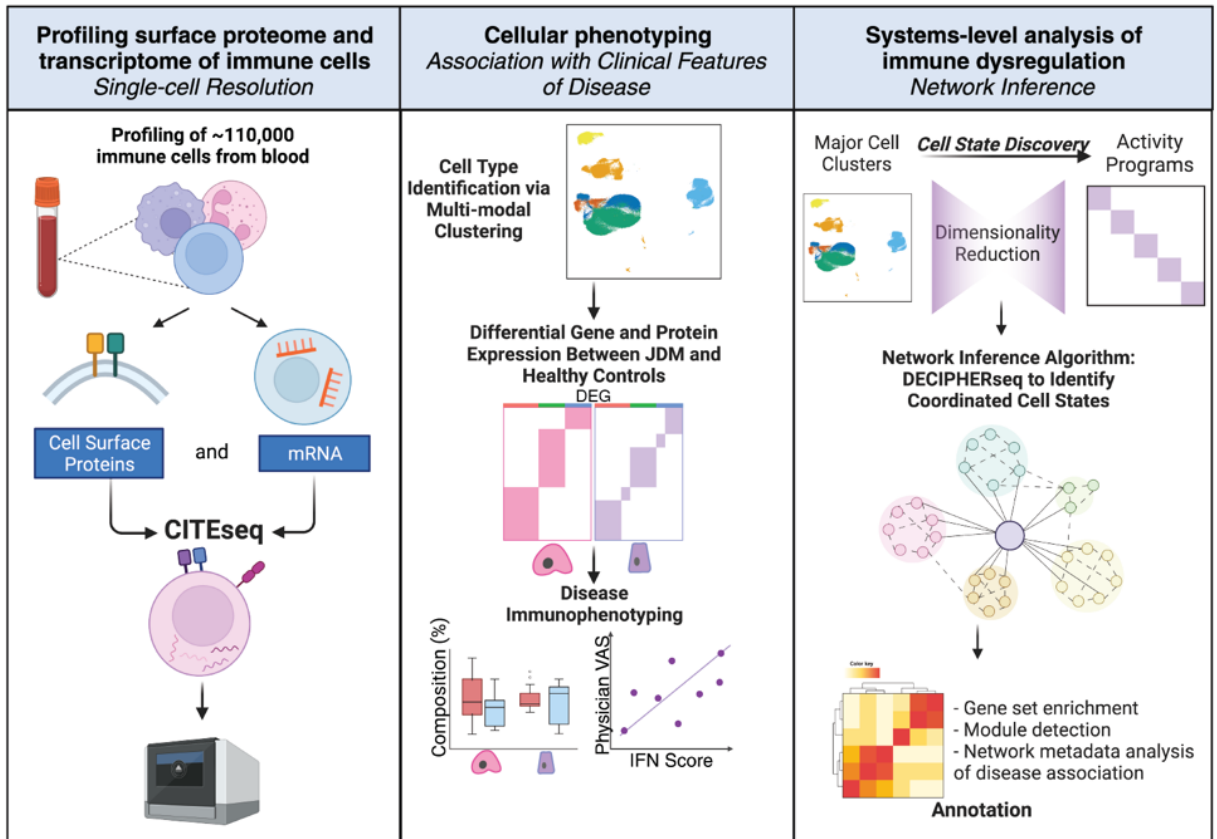 Profiling surface proteome and
transcriptome of immune cells
Single-cell Resolution
Profiling of ~110,000
immune cells from blood
Cell Surface
Proteins
and
mRNA
CITEseq
Cellular phenotyping
Association with Clinical Features
of Disease
Cell Type
Identification via
Multi-modal
Clustering
Differential Gene and Protein
Expression Between JDM and
Healthy Controls
DEG
Disease
Immunophenotyping
Composition (%)
Physician VAS
IFN Score
Systems-level analysis of
immune dysregulation
Network Inference
Major Cell
Clusters
Cell State Discovery
Activity
Programs
Dimensionality
Reduction
Network Inference Algorithm:
DECIPHERseq to Identify
Coordinated Cell States
Color key
- Gene set enrichment
- Module detection
- Network metadata analysis
of disease association
Annotation